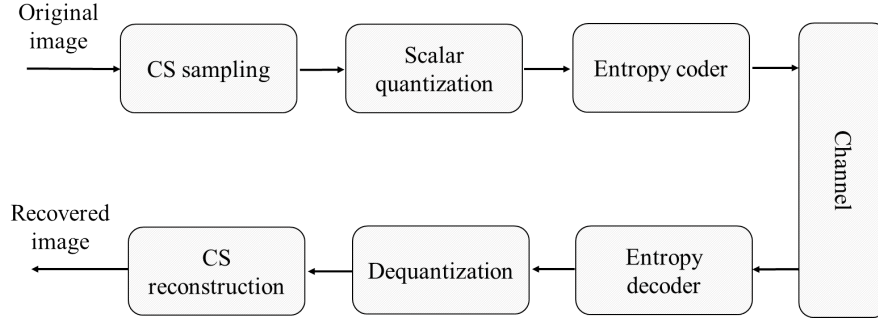 Original
image
CS sampling
Scalar
quantization
Entropy coder
Channel
Recovered
image
CS
reconstruction
Dequantization
Entropy
decoder